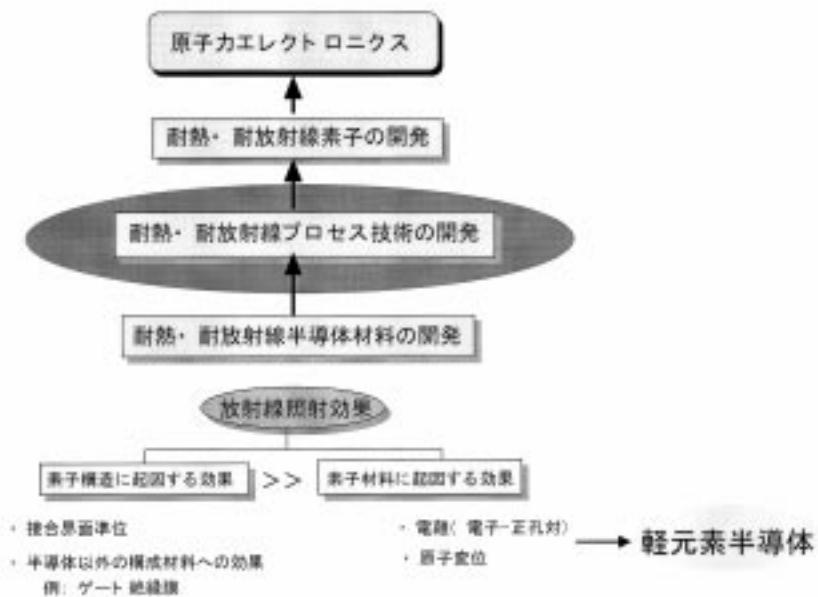 原子力エレクトロニクス
耐熱・耐放射線素子の開発
耐熱・耐放射線プロセス技術の開発
耐熱・耐放射線半導体材料の開発
放射線照射効果
素子構造に起因する効果 >> 素子材料に起因する効果
・接合界面準位
・半導体以外の構成材料への効果
例: ゲート絶縁膜
・電離(電子-正孔対)
・原子変位
軽元素半導体